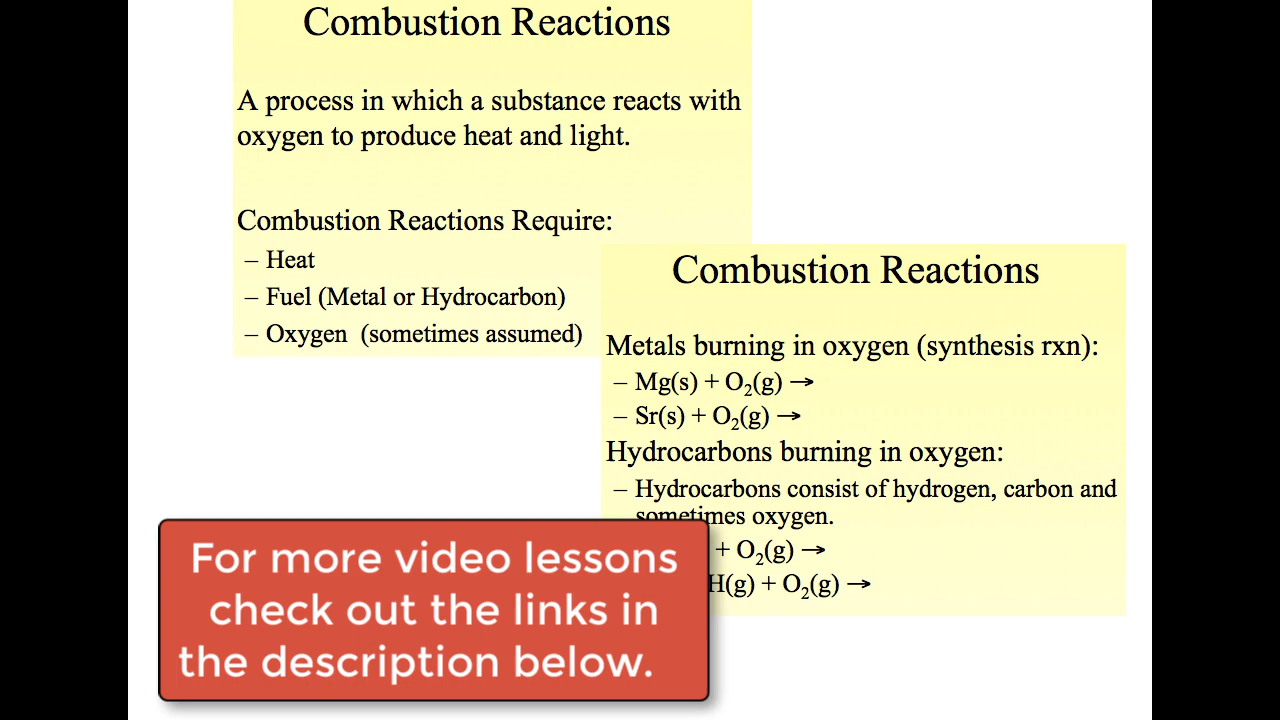 Combustion Reactions
A process in which a substance reacts with
oxygen to produce heat and light.
Combustion Reactions Require:
– Heat
– Fuel (Metal or Hydrocarbon)
– Oxygen (sometimes assumed)
Combustion Reactions
Metals burning in oxygen (synthesis rxn):
– Mg(s) + O₂(g) →
– Sr(s) + O₂(g) →
Hydrocarbons burning in oxygen:
– Hydrocarbons consist of hydrogen, carbon and
sometimes oxygen.
+ O₂(g) →
H(g) + O₂(g) →
For more video lessons
check out the links in
the description below.